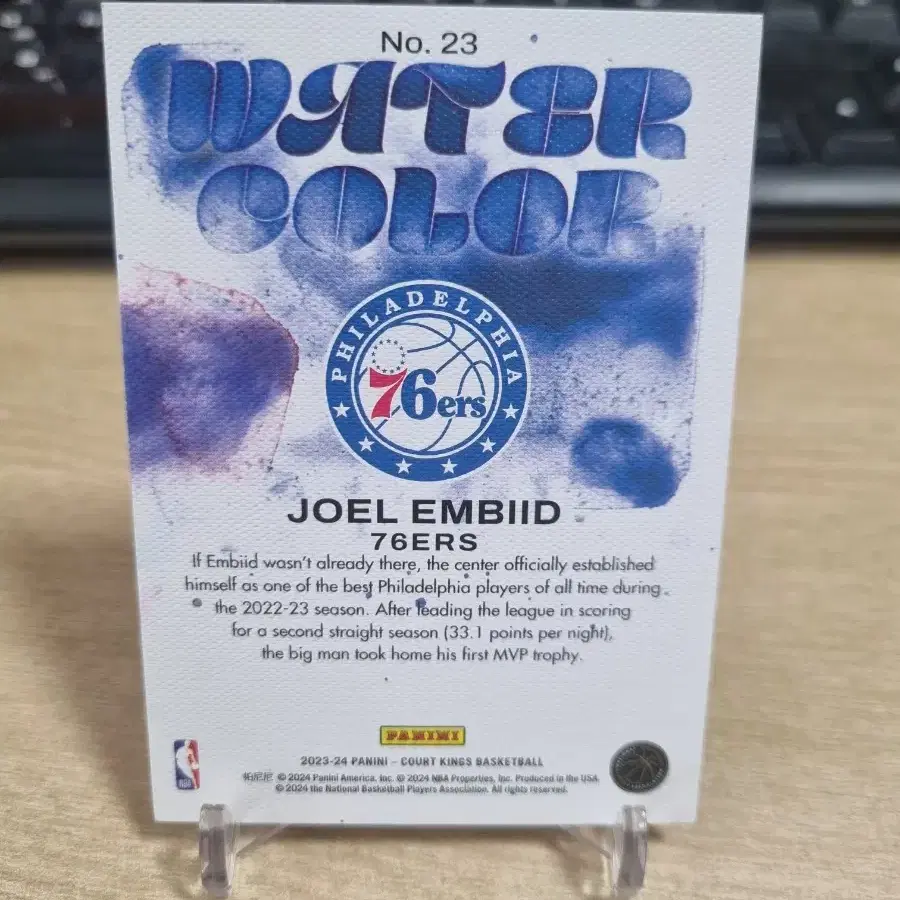 No. 23
WATER
COLOR
PHILADELPHIA
76ers
JOEL EMBIID
76ERS
If Embiid wasn't already there, the center officially established
himself as one of the best Philadelphia players of all time during
the 2022-23 season. After leading the league in scoring
for a second straight season (33.1 points per night),
the big man took home his first MVP trophy.
PANINI
2023-24 PANINI – COURT KINGS BASKETBALL
帕尼尼 © 2024 Panini America, Inc. © 2024 NBA Properties, Inc. Produced in the USA.
© 2024 the National Basketball Players Association. All rights reserved.
NBA